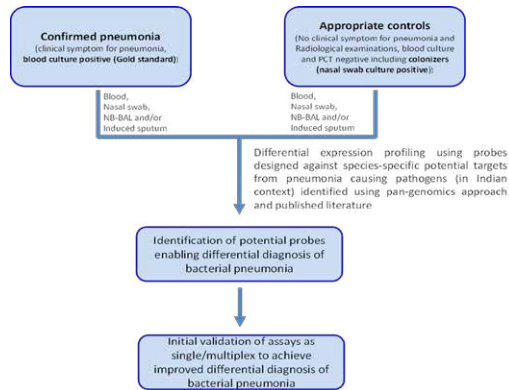 Confirmed pneumonia
(clinical symptom for pneumonia,
blood culture positive (Gold standard))
Appropriate controls
(No clinical symptom for pneumonia and
Radiological examinations, blood culture
and PCT negative including colonizers
(nasal swab culture positive))
Blood,
Nasal swab,
NB-BAL and/or
Induced sputum
Blood,
Nasal swab,
NB-BAL and/or
Induced sputum
Differential expression profiling using probes
designed against species-specific potential targets
from pneumonia causing pathogens (in Indian
context) identified using pan-genomics approach
and published literature
Identification of potential probes
enabling differential diagnosis of
bacterial pneumonia
Initial validation of assays as
single/multiplex to achieve
improved differential diagnosis of
bacterial pneumonia